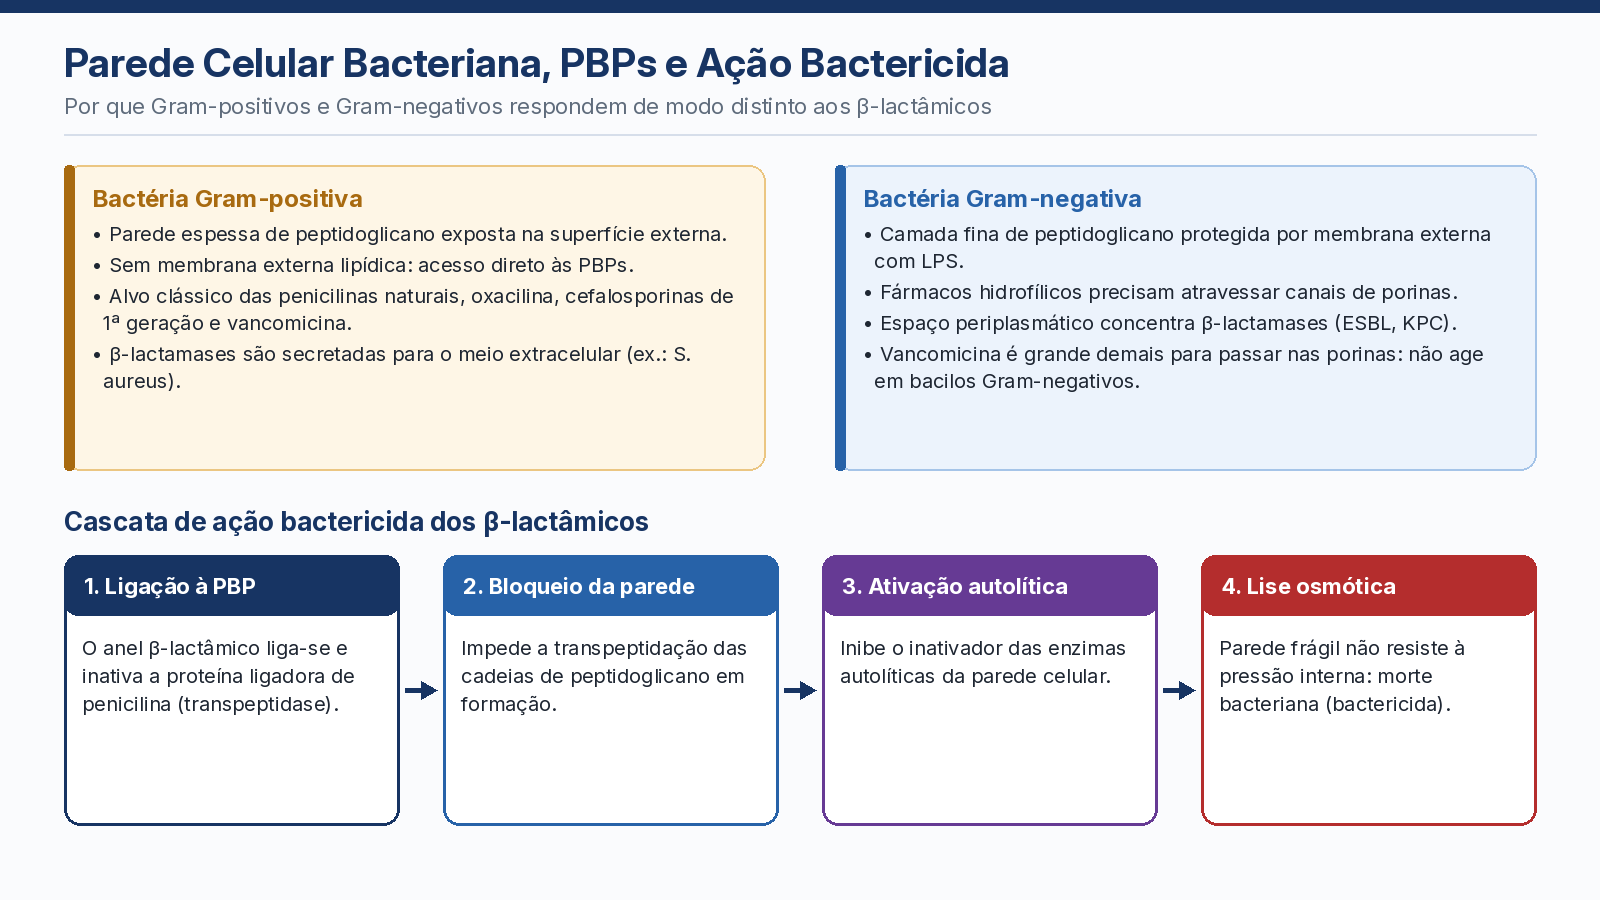 Parede Celular Bacteriana, PBPs e Ação Bactericida
Por que Gram-positivos e Gram-negativos respondem de modo distinto aos β-lactâmicos
Bactéria Gram-positiva
• Parede espessa de peptidoglicano exposta na superfície externa.
• Sem membrana externa lipídica: acesso direto às PBPs.
• Alvo clássico das penicilinas naturais, oxacilina, cefalosporinas de
1ª geração e vancomicina.
• β-lactamases são secretadas para o meio extracelular (ex.: S.
aureus).
Bactéria Gram-negativa
• Camada fina de peptidoglicano protegida por membrana externa
com LPS.
• Fármacos hidrofílicos precisam atravessar canais de porinas.
• Espaço periplasmático concentra β-lactamases (ESBL, KPC).
• Vancomicina é grande demais para passar nas porinas: não age
em bacilos Gram-negativos.
Cascata de ação bactericida dos β-lactâmicos
1. Ligação à PBP
O anel β-lactâmico liga-se e
inativa a proteína ligadora de
penicilina (transpeptidase).
2. Bloqueio da parede
Impede a transpeptidação das
cadeias de peptidoglicano em
formação.
3. Ativação autolítica
Inibe o inativador das enzimas
autolíticas da parede celular.
4. Lise osmótica
Parede frágil não resiste à
pressão interna: morte
bacteriana (bactericida).